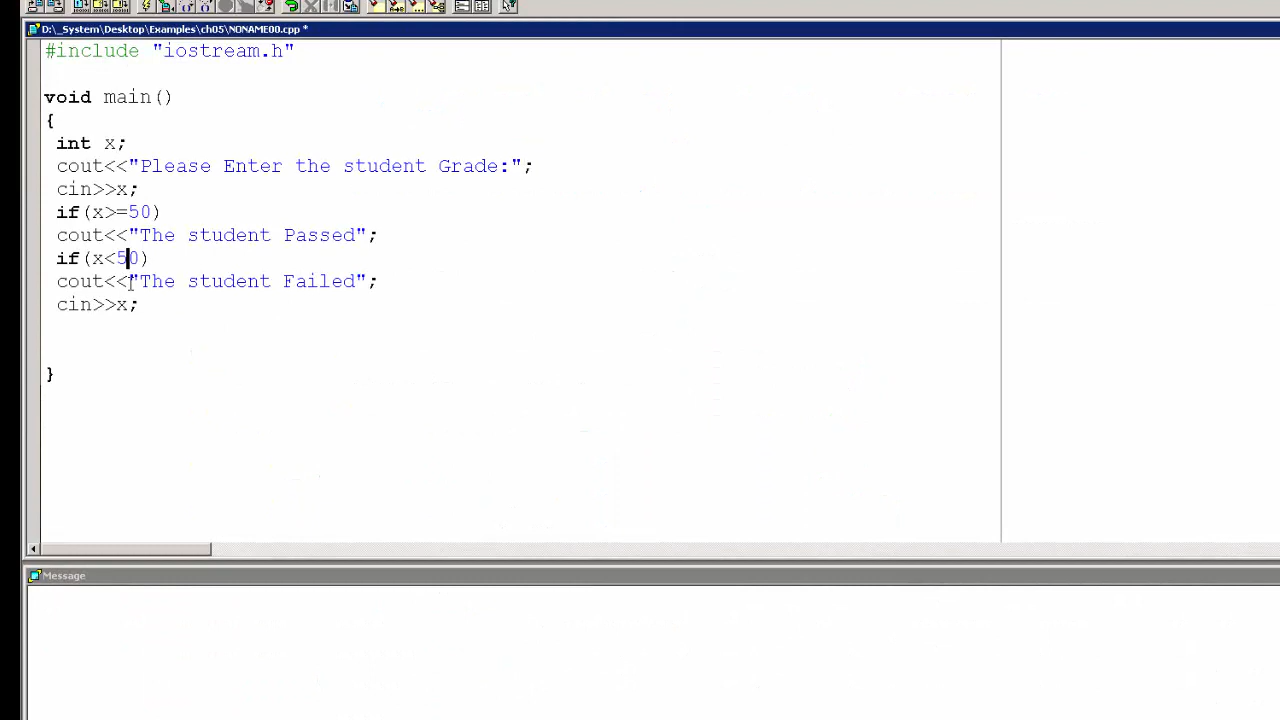 D:\_System\Desktop\Examples\ch05\NONAME00.cpp *
#include "iostream.h"
void main()
{
int x;
cout<<"Please Enter the student Grade:";
cin>>x;
if(x>=50)
cout<<"The student Passed";
if(x<50)
cout<<"The student Failed";
cin>>x;
}
Message